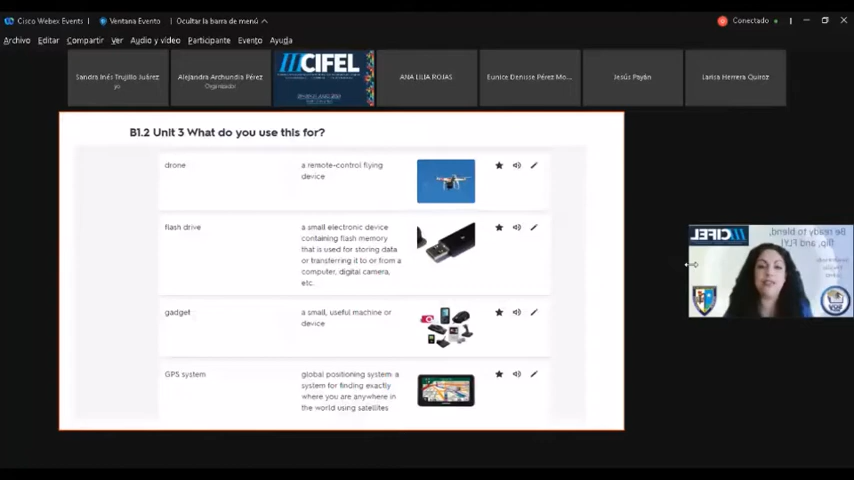 Cisco Webex Events
Ventana Evento
Ocultar la barra de menú
Conectado
Archivo Editar Compartir Ver Audio y video Participante Evento Ayuda
Sandra Inés Trujillo Juárez
yo
Alejandra Archundia Pérez
Organizador
IIICIFEL
ANA LILIA ROJAS
Eunice Denisse Pérez Mo...
Jesús Payán
Larisa Herrera Quiroz
B1.2 Unit 3 What do you use this for?
drone
a remote-control flying
device
flash drive
a small electronic device
containing flash memory
that is used for storing data
or transferring it to or from a
computer, digital camera,
etc.
gadget
a small, useful machine or
device
GPS system
global positioning system: a
system for finding exactly
where you are anywhere in
the world using satellites
IIICIFEL
Be ready to blend,
flip, and FLY!